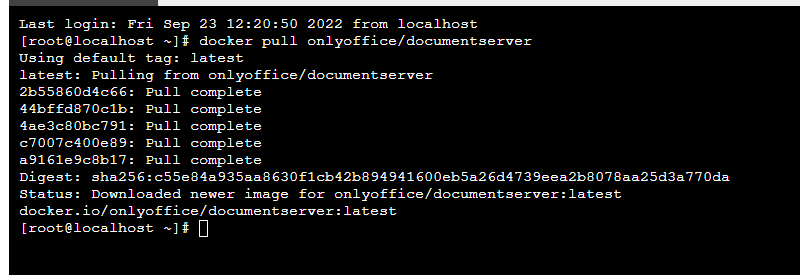 Last login: Fri Sep 23 12:20:50 2022 from localhost
[root@localhost ~]# docker pull onlyoffice/documentserver
Using default tag: latest
latest: Pulling from onlyoffice/documentserver
2b55860d4c66: Pull complete
44bffd870c1b: Pull complete
4ae3c80bc791: Pull complete
c7007c400e89: Pull complete
a9161e9c8b17: Pull complete
Digest: sha256:c55e84a935aa8630f1cb42b894941600eb5a26d4739eea2b8078aa25d3a770da
Status: Downloaded newer image for onlyoffice/documentserver:latest
docker.io/onlyoffice/documentserver:latest
[root@localhost ~]#